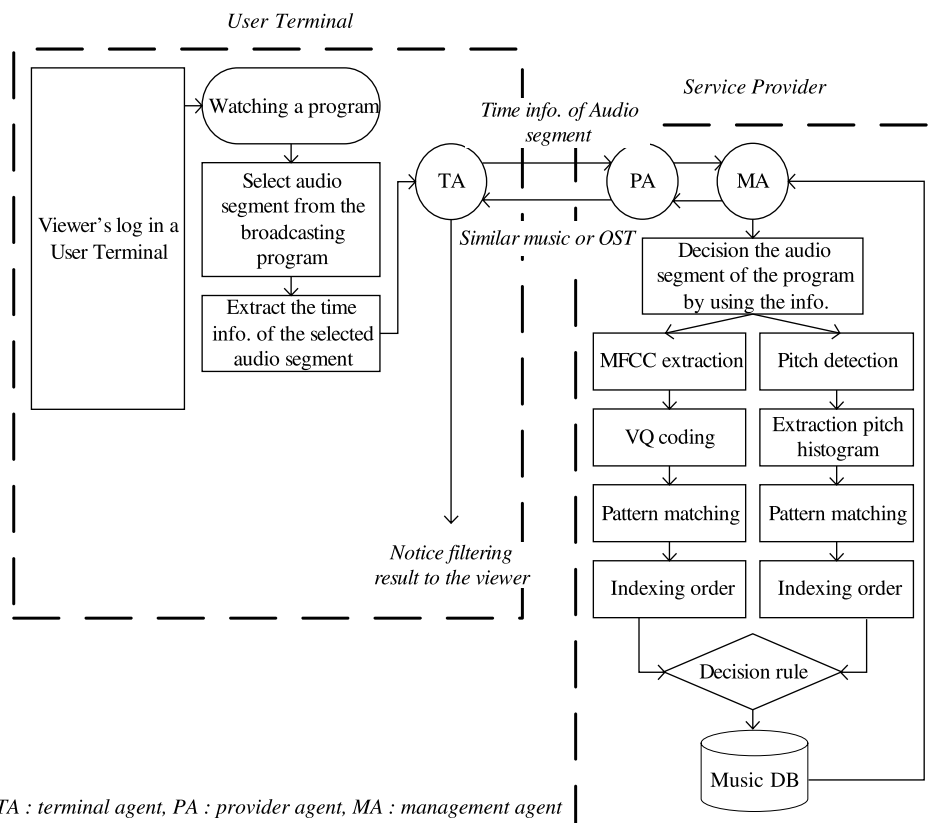 User Terminal
Service Provider
Viewer's log in a
User Terminal
Watching a program
Select audio
segment from the
broadcasting
program
Extract the time
info. of the selected
audio segment
TA
Time info. of Audio
segment
PA
MA
Similar music or OST
Notice filtering
result to the viewer
Decision the audio
segment of the program
by using the info.
MFCC extraction
VQ coding
Pattern matching
Indexing order
Pitch detection
Extraction pitch
histogram
Pattern matching
Indexing order
Decision rule
Music DB
TA : terminal agent, PA : provider agent, MA : management agent